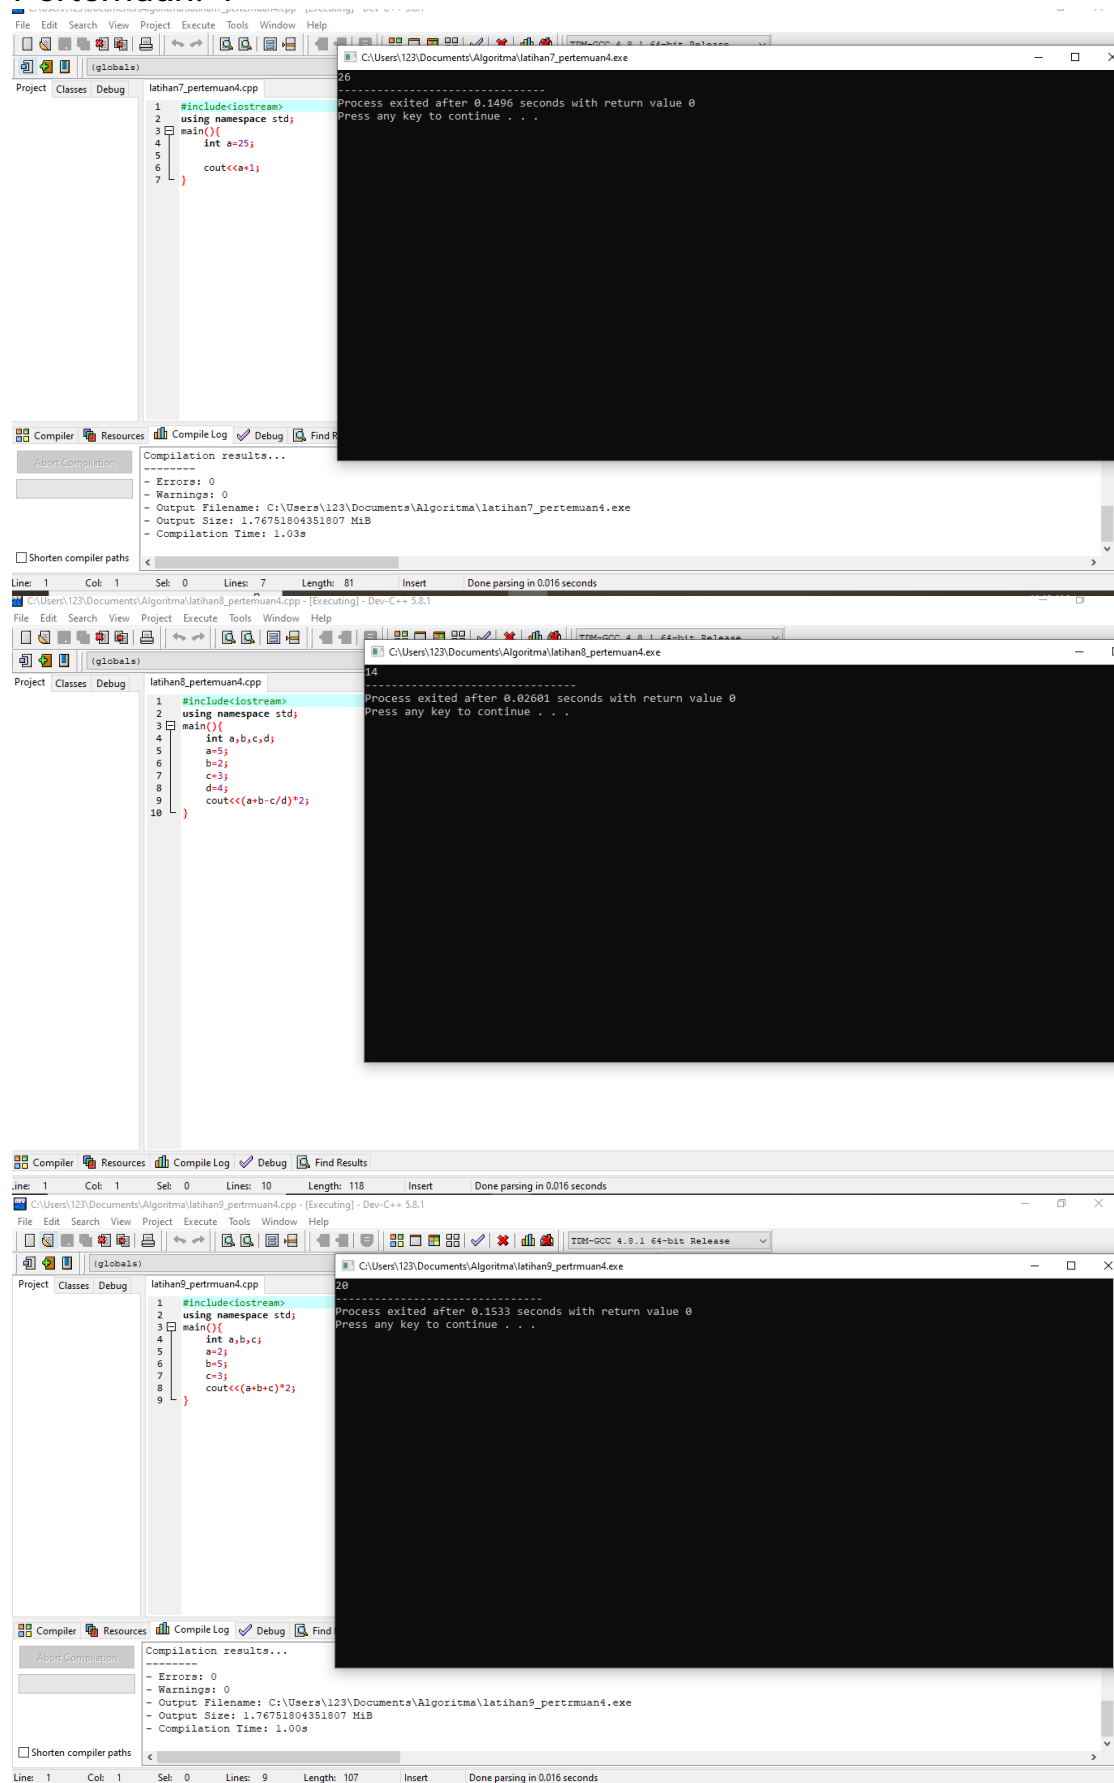 File Edit Search View Project Execute Tools Window Help
(globals)
C:\Users\123\Documents\Algoritma\latihan7_pertemuan4.exe
26
--------------------------------
Process exited after 0.1496 seconds with return value 0
Press any key to continue . . .
Project Classes Debug
latihan7_pertemuan4.cpp
1 #include<iostream>
2 using namespace std;
3 main(){
4 int a=25;
5
6 cout<<a+1;
7 }
Compiler Resources Compile Log Debug Find R
Abort Compilation
Compilation results...
--------
- Errors: 0
- Warnings: 0
- Output Filename: C:\Users\123\Documents\Algoritma\latihan7_pertemuan4.exe
- Output Size: 1.76751804351807 MiB
- Compilation Time: 1.03s
Shorten compiler paths
Line: 1 Col: 1 Sel: 0 Lines: 7 Length: 81 Insert Done parsing in 0.016 seconds
C:\Users\123\Documents\Algoritma\latihan8_pertemuan4.cpp - [Executing] - Dev-C++ 5.8.1
File Edit Search View Project Execute Tools Window Help
TDM-GCC 4.8.1 64-bit Release
(globals)
C:\Users\123\Documents\Algoritma\latihan8_pertemuan4.exe
14
--------------------------------
Process exited after 0.02601 seconds with return value 0
Press any key to continue . . .
Project Classes Debug
latihan8_pertemuan4.cpp
1 #include<iostream>
2 using namespace std;
3 main(){
4 int a,b,c,d;
5 a=5;
6 b=2;
7 c=3;
8 d=4;
9 cout<<(a+b-c/d)*2;
10 }
Compiler Resources Compile Log Debug Find Results
ine: 1 Col: 1 Sel: 0 Lines: 10 Length: 118 Insert Done parsing in 0.016 seconds
C:\Users\123\Documents\Algoritma\latihan9_pertrmuan4.cpp - [Executing] - Dev-C++ 5.8.1
File Edit Search View Project Execute Tools Window Help
TDM-GCC 4.8.1 64-bit Release
(globals)
C:\Users\123\Documents\Algoritma\latihan9_pertrmuan4.exe
20
--------------------------------
Process exited after 0.1533 seconds with return value 0
Press any key to continue . . .
Project Classes Debug
latihan9_pertrmuan4.cpp
1 #include<iostream>
2 using namespace std;
3 main(){
4 int a,b,c;
5 a=2;
6 b=5;
7 c=3;
8 cout<<(a+b+c)*2;
9 }
Compiler Resources Compile Log Debug Find
Abort Compilation
Compilation results...
--------
- Errors: 0
- Warnings: 0
- Output Filename: C:\Users\123\Documents\Algoritma\latihan9_pertrmuan4.exe
- Output Size: 1.76751804351807 MiB
- Compilation Time: 1.00s
Shorten compiler paths
Line: 1 Col: 1 Sel: 0 Lines: 9 Length: 107 Insert Done parsing in 0.016 seconds